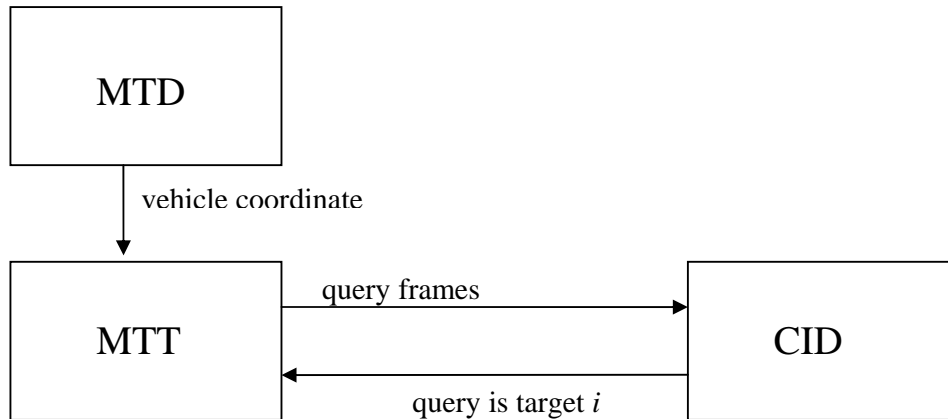 MTD
vehicle coordinate
query frames
MTT
CID
query is target i